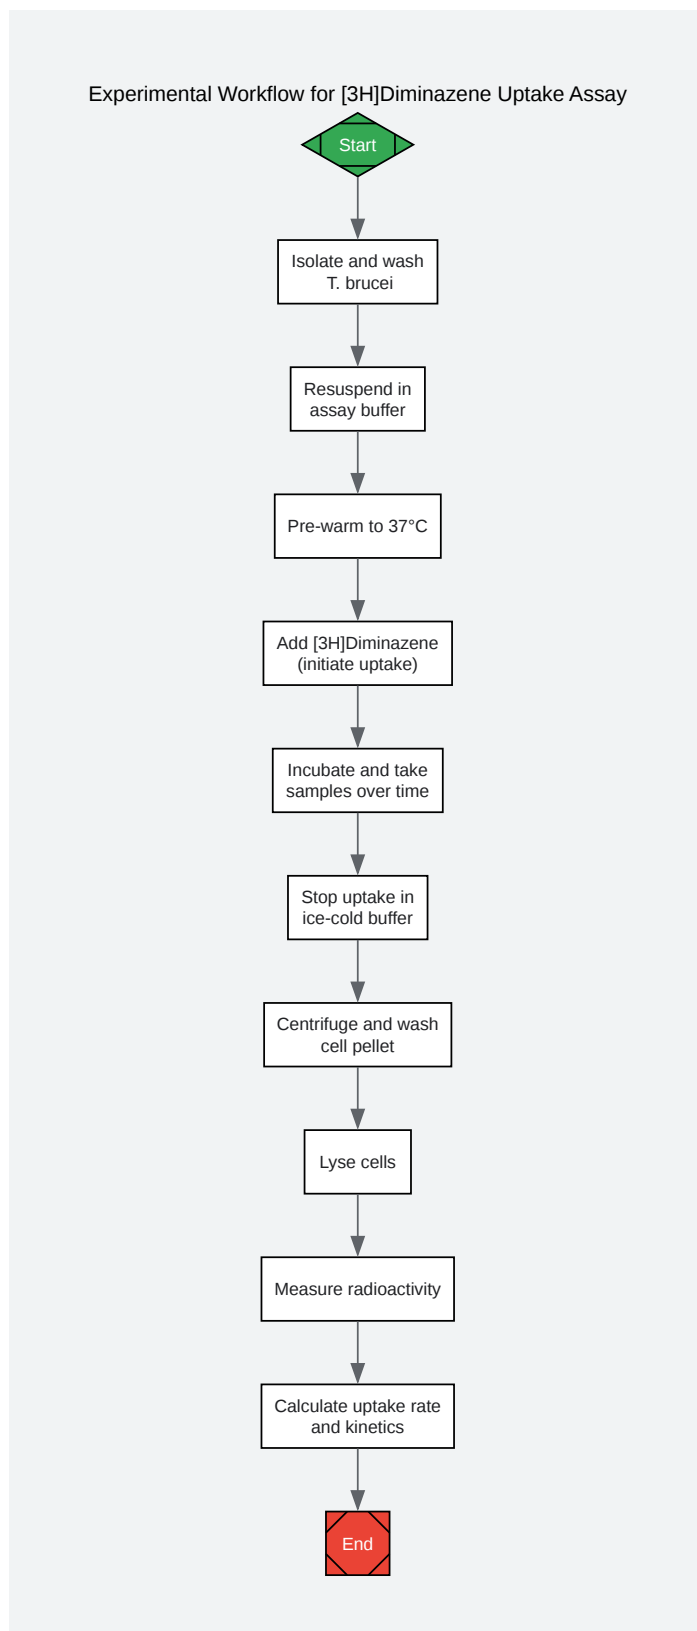 Experimental Workflow for [3H]Diminazene Uptake Assay
Start
Isolate and wash
T. brucei
Resuspend in
assay buffer
Pre-warm to 37°C
Add [3H]Diminazene
(initiate uptake)
Incubate and take
samples over time
Stop uptake in
ice-cold buffer
Centrifuge and wash
cell pellet
Lyse cells
Measure radioactivity
Calculate uptake rate
and kinetics
End